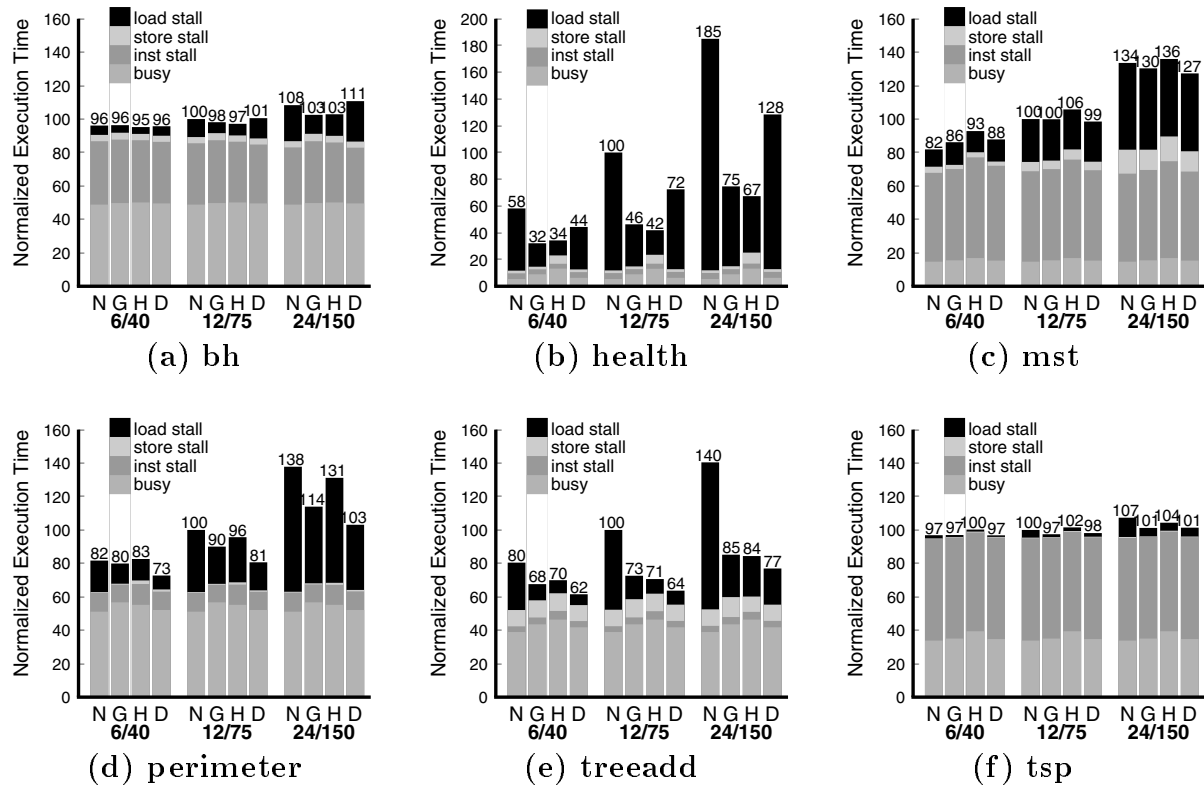 Normalized Execution Time
160
140
120
100
80
60
40
20
0
load stall
store stall
inst stall
busy
96 96 95 96
100 98 97 101
108 103 103 111
N G H D N G H D N G H D
6/40 12/75 24/150
(a) bh
Normalized Execution Time
200
180
160
140
120
100
80
60
40
20
0
load stall
store stall
inst stall
busy
58 32 34 44
100 46 42 72
185 75 67 128
N G H D N G H D N G H D
6/40 12/75 24/150
(b) health
Normalized Execution Time
160
140
120
100
80
60
40
20
0
load stall
store stall
inst stall
busy
82 86 93 88
100 100 106 99
134 130 136 127
N G H D N G H D N G H D
6/40 12/75 24/150
(c) mst
Normalized Execution Time
160
140
120
100
80
60
40
20
0
load stall
store stall
inst stall
busy
82 80 83 73
100 90 96 81
138 114 131 103
N G H D N G H D N G H D
6/40 12/75 24/150
(d) perimeter
Normalized Execution Time
160
140
120
100
80
60
40
20
0
load stall
store stall
inst stall
busy
80 68 70 62
100 73 71 64
140 85 84 77
N G H D N G H D N G H D
6/40 12/75 24/150
(e) treeadd
Normalized Execution Time
160
140
120
100
80
60
40
20
0
load stall
store stall
inst stall
busy
97 97 100 97
100 97 102 98
107 101 104 101
N G H D N G H D N G H D
6/40 12/75 24/150
(f) tsp